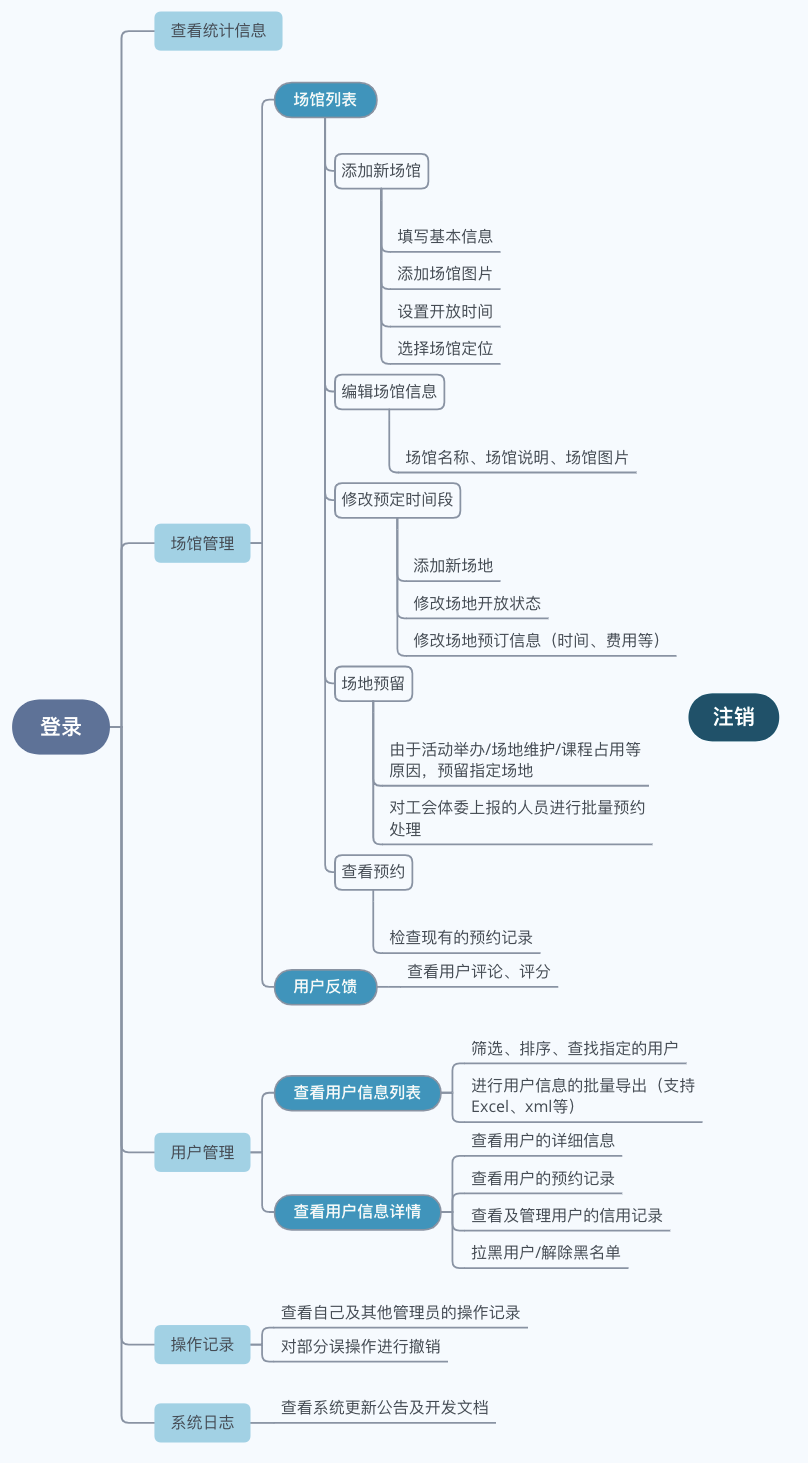 查看统计信息
场馆列表
添加新场馆
填写基本信息
添加场馆图片
设置开放时间
选择场馆定位
编辑场馆信息
场馆名称、场馆说明、场馆图片
修改预定时间段
场馆管理
添加新场地
修改场地开放状态
修改场地预订信息（时间、费用等）
场地预留
登录
注销
由于活动举办/场地维护/课程占用等
原因，预留指定场地
对工会体委上报的人员进行批量预约
处理
查看预约
检查现有的预约记录
用户反馈
查看用户评论、评分
筛选、排序、查找指定的用户
查看用户信息列表
进行用户信息的批量导出（支持
Excel、xml等）
用户管理
查看用户的详细信息
查看用户的预约记录
查看用户信息详情
查看及管理用户的信用记录
拉黑用户/解除黑名单
查看自己及其他管理员的操作记录
操作记录
对部分误操作进行撤销
查看系统更新公告及开发文档
系统日志